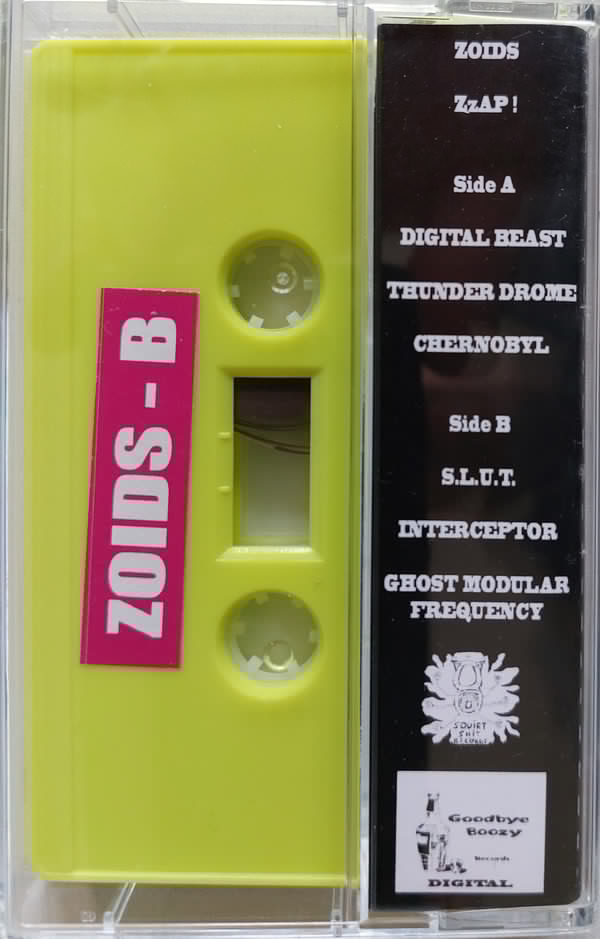 ZOIDS - B
ZOIDS
ZzAP!
Side A
DIGITAL BEAST
THUNDER DROME
CHERNOBYL
Side B
S.L.U.T.
INTERCEPTOR
GHOST MODULAR
FREQUENCY
SQUIRT
SHIT
RECORDS
Goodbye
Boozy
Records
DIGITAL